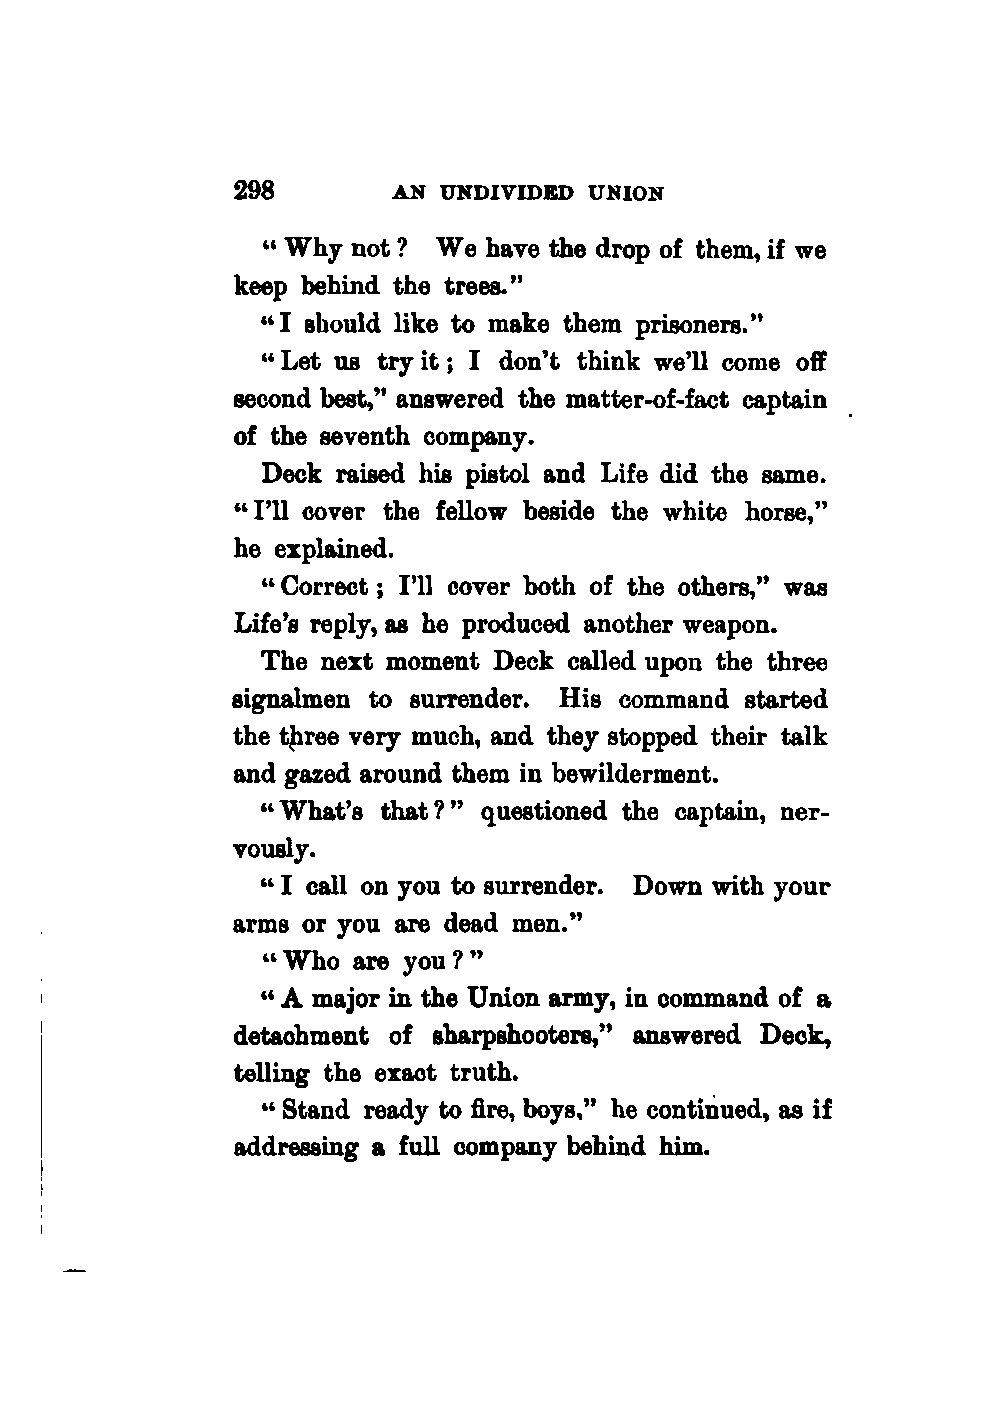 298 AN UNDIVIDED UNION
“Why not? We have the drop of them, if we
keep behind the trees.”
“I should like to make them prisoners.”
“Let us try it; I don’t think we’ll come off
second best,” answered the matter-of-fact captain
of the seventh company.
Deck raised his pistol and Life did the same.
“I’ll cover the fellow beside the white horse,”
he explained.
“Correct; I’ll cover both of the others,” was
Life’s reply, as he produced another weapon.
The next moment Deck called upon the three
signalmen to surrender. His command started
the three very much, and they stopped their talk
and gazed around them in bewilderment.
“What’s that?” questioned the captain, ner-
vously.
“I call on you to surrender. Down with your
arms or you are dead men.”
“Who are you?”
“A major in the Union army, in command of a
detachment of sharpshooters,” answered Deck,
telling the exact truth.
“Stand ready to fire, boys,” he continued, as if
addressing a full company behind him.